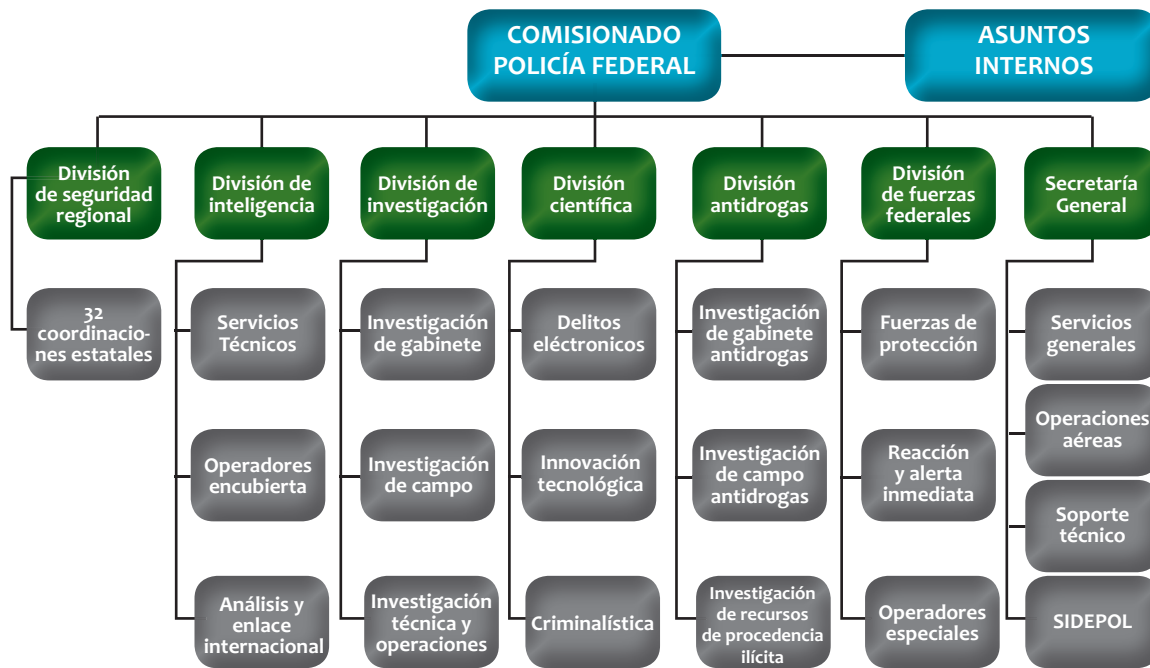 COMISIONADO
POLICÍA FEDERAL
ASUNTOS
INTERNOS
División
de seguridad
regional
División de
inteligencia
División de
investigación
División
científica
División
antidrogas
División
de fuerzas
federales
Secretaría
General
32
coordinacio-
nes estatales
Servicios
Técnicos
Investigación
de gabinete
Delitos
eléctronicos
Investigación
de gabinete
antidrogas
Fuerzas de
protección
Servicios
generales
Operadores
encubierta
Investigación
de campo
Innovación
tecnológica
Investigación
de campo
antidrogas
Reacción
y alerta
inmediata
Operaciones
aéreas
Soporte
técnico
Análisis y
enlace
internacional
Investigación
técnica y
operaciones
Criminalística
Investigación
de recursos
de procedencia
ilícita
Operadores
especiales
SIDEPOL